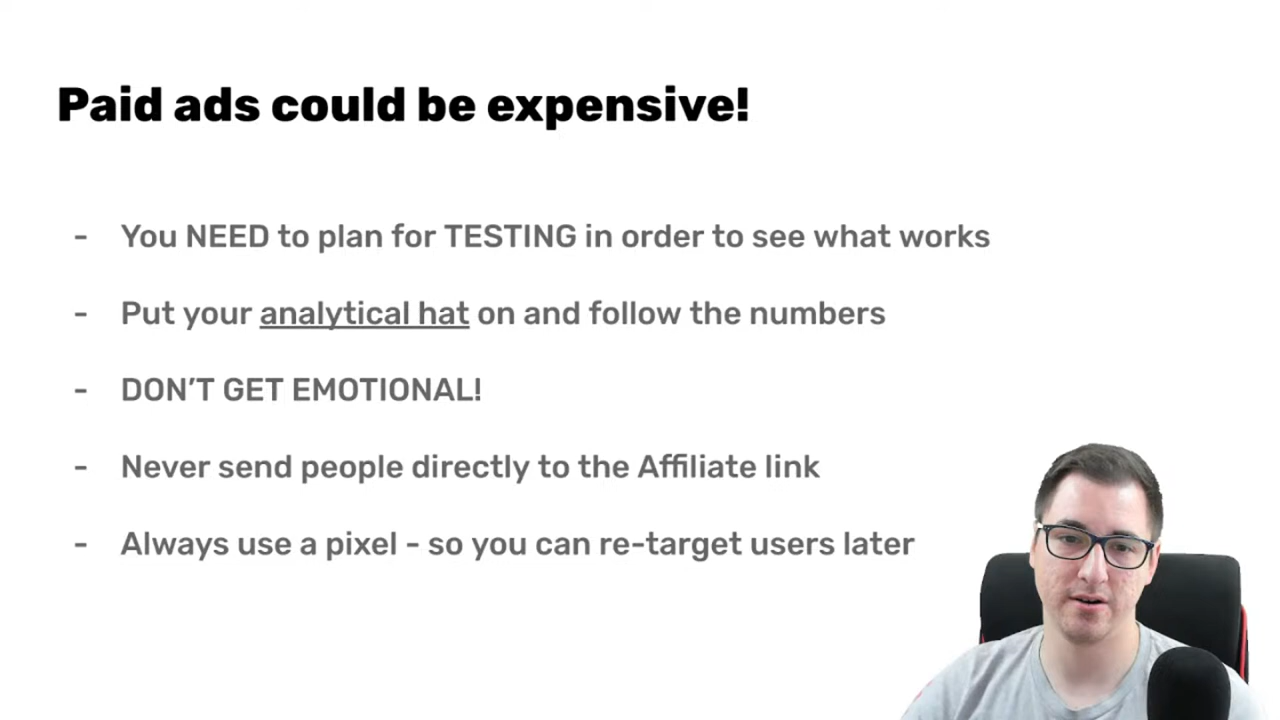 Paid ads could be expensive!
- You NEED to plan for TESTING in order to see what works
- Put your analytical hat on and follow the numbers
- DON’T GET EMOTIONAL!
- Never send people directly to the Affiliate link
- Always use a pixel - so you can re-target users later